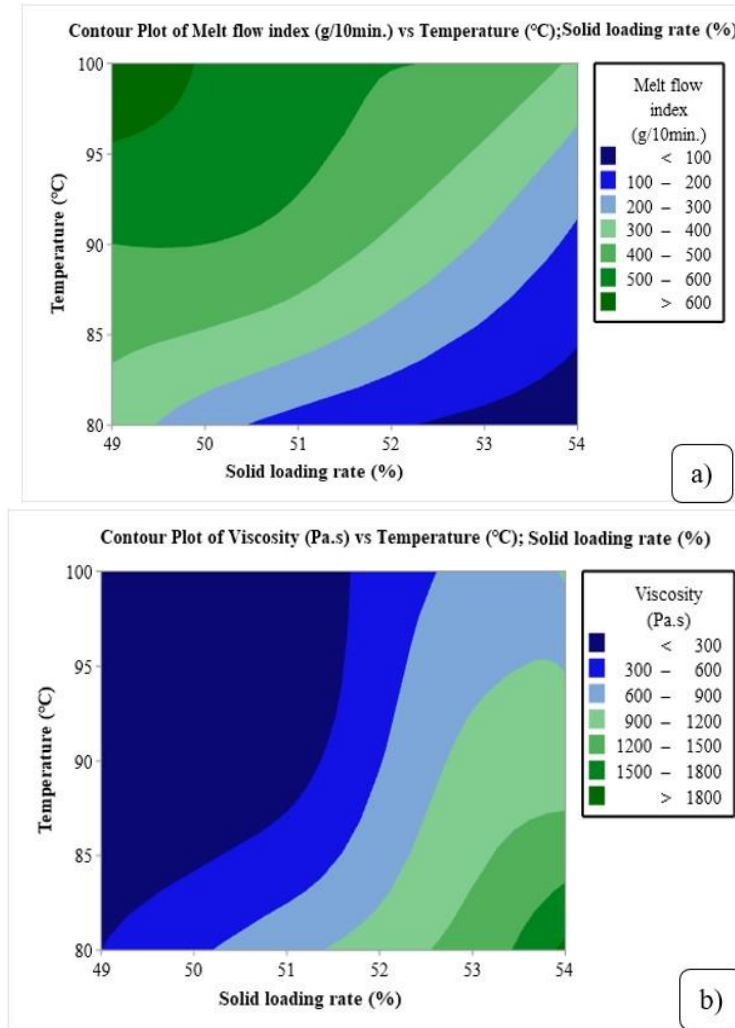 Contour Plot of Melt flow index (g/10min.) vs Temperature (°C);Solid loading rate (%)
100
95
90
85
80
Temperature (°C)
49 50 51 52 53 54
Solid loading rate (%)
Melt flow
index
(g/10min.)
< 100
100 – 200
200 – 300
300 – 400
400 – 500
500 – 600
> 600
a)
Contour Plot of Viscosity (Pa.s) vs Temperature (°C); Solid loading rate (%)
100
95
90
85
80
Temperature (°C)
49 50 51 52 53 54
Solid loading rate (%)
Viscosity
(Pa.s)
< 300
300 – 600
600 – 900
900 – 1200
1200 – 1500
1500 – 1800
> 1800
b)